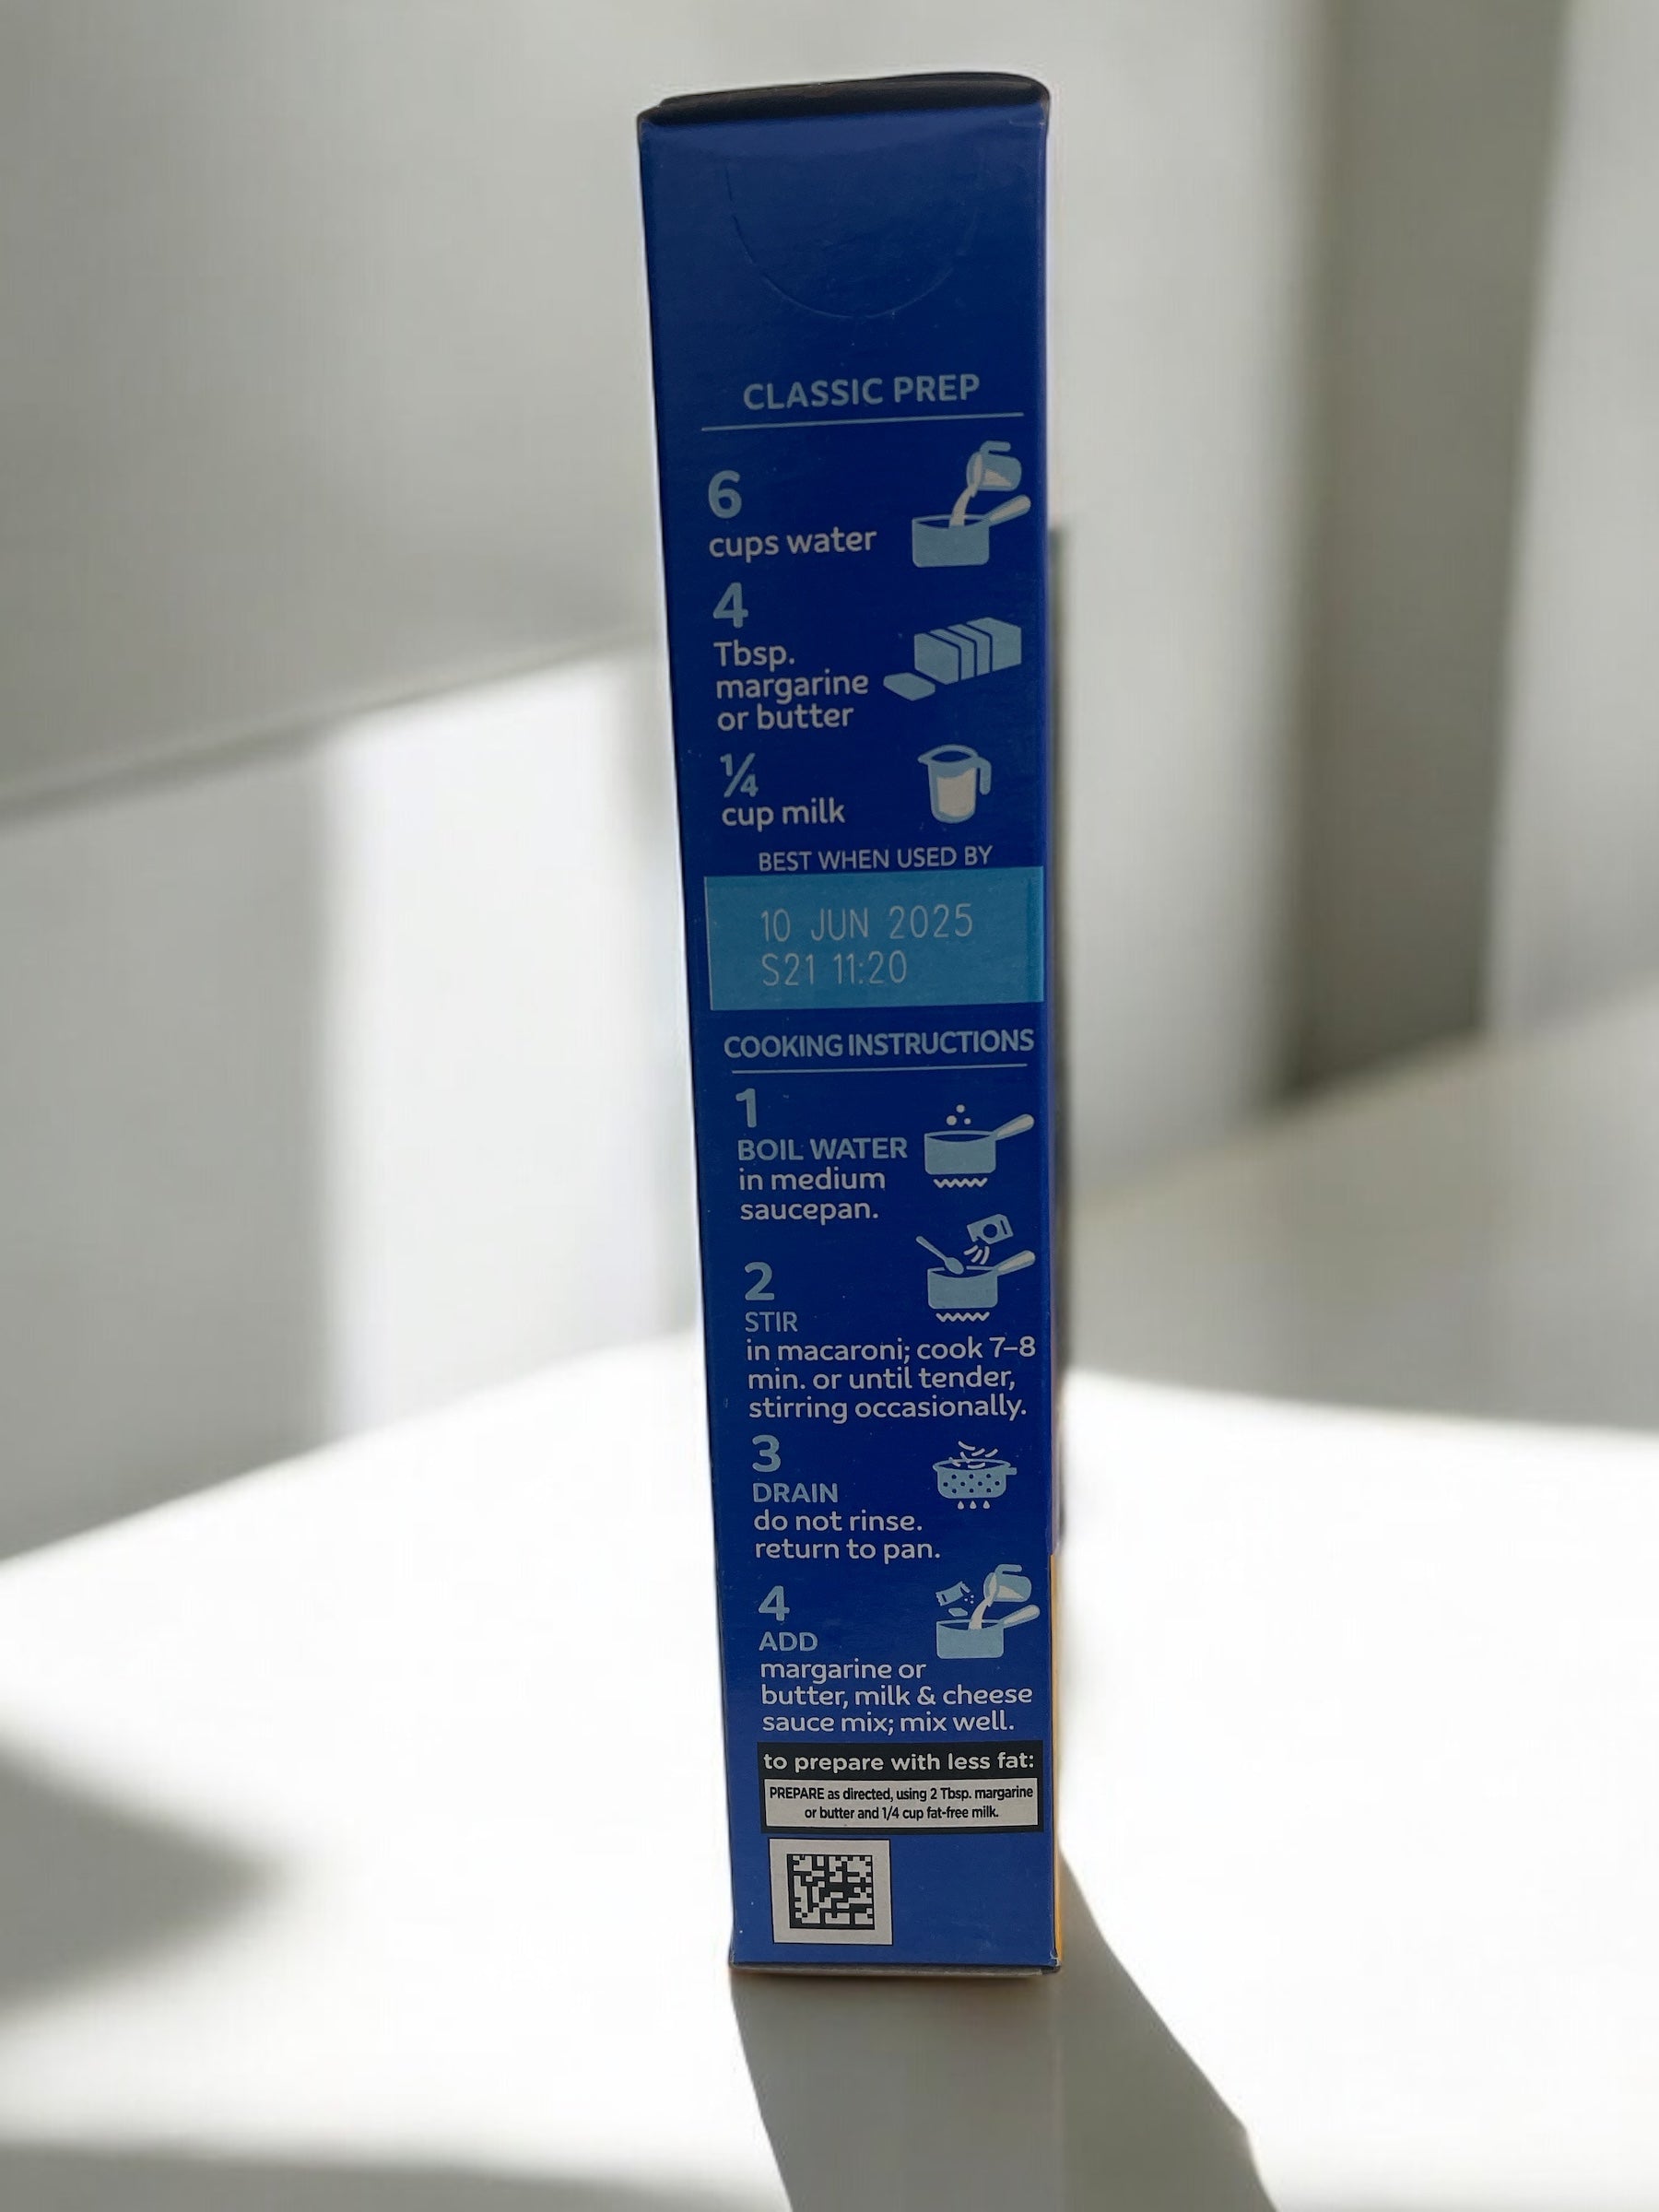 CLASSIC PREP
6
cups water
4
Tbsp.
margarine
or butter
1/4
cup milk
BEST WHEN USED BY
10 JUN 2025
S21 11:20
COOKING INSTRUCTIONS
1
BOIL WATER
in medium
saucepan.
2
STIR
in macaroni; cook 7–8
min. or until tender,
stirring occasionally.
3
DRAIN
do not rinse.
return to pan.
4
ADD
margarine or
butter, milk & cheese
sauce mix; mix well.
to prepare with less fat:
PREPARE as directed, using 2 Tbsp. margarine
or butter and 1/4 cup fat-free milk.